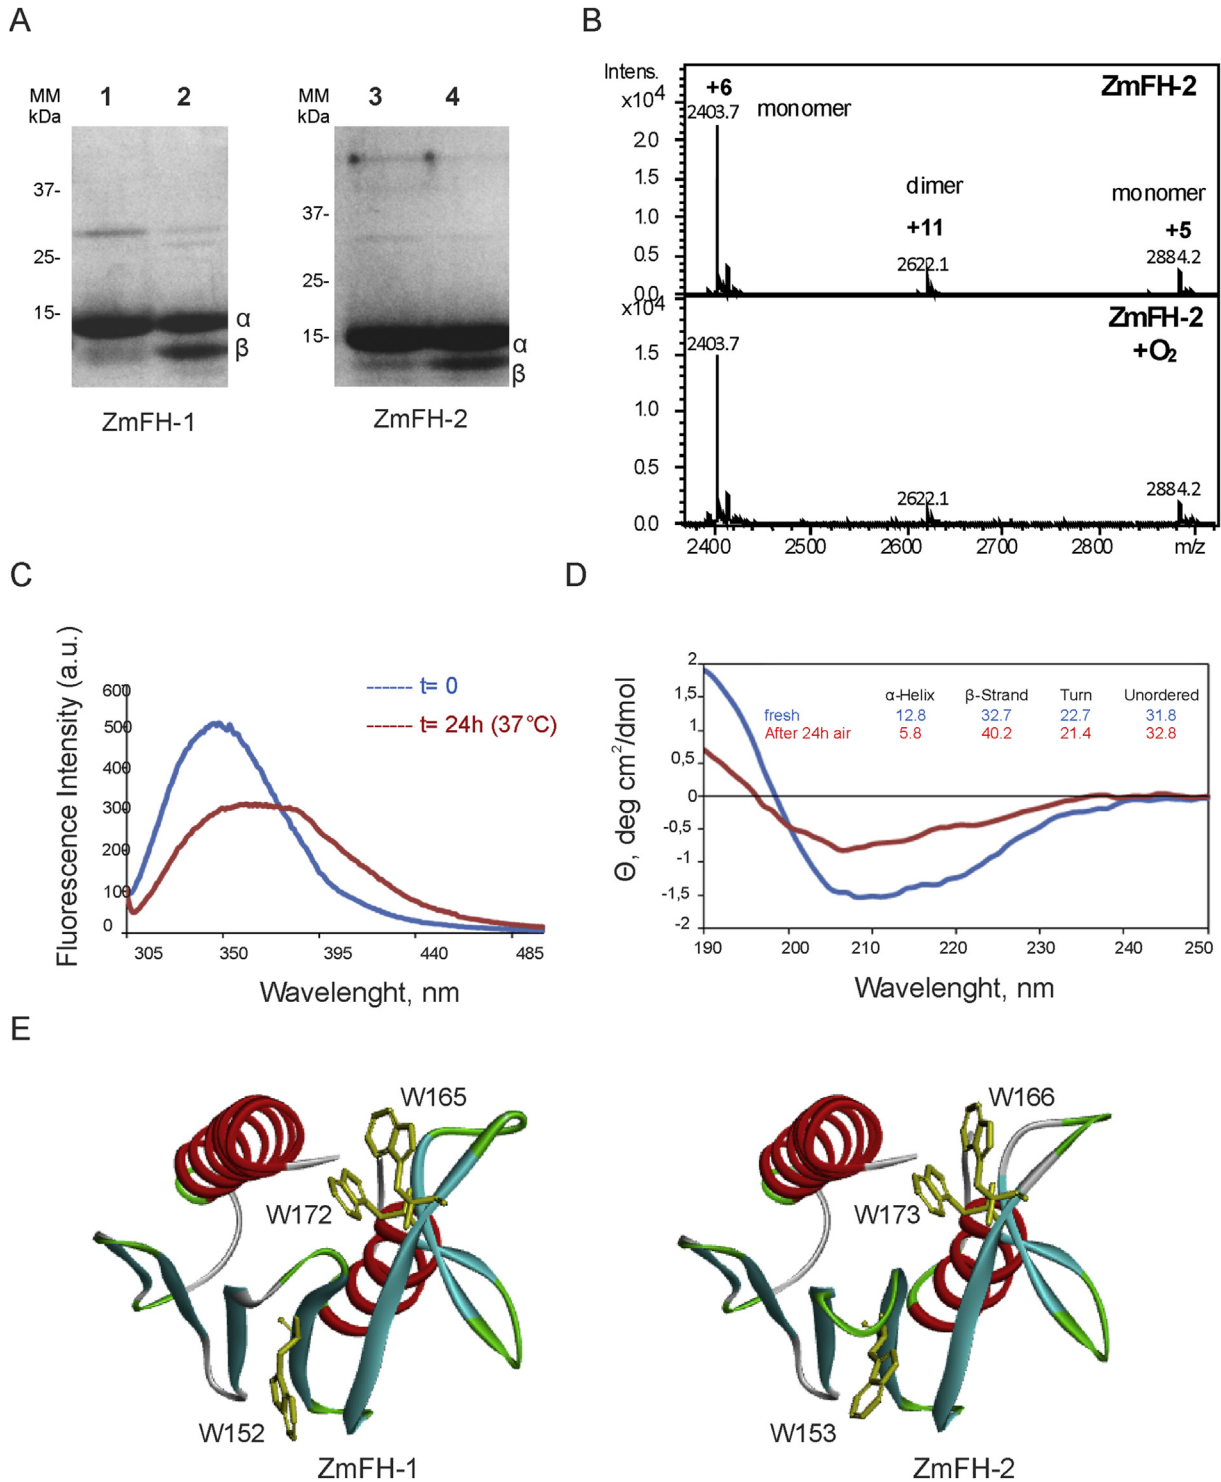 A
MM
kDa
1
2
37-
25-
15-
α
β
ZmFH-1
MM
kDa
3
4
37-
25-
15-
α
β
ZmFH-2
B
Intens.
x10⁴
2.0
1.5
1.0
0.5
0.0
+6
2403.7
monomer
dimer
+11
2622.1
monomer
+5
2884.2
ZmFH-2
x10⁴
1.5
1.0
0.5
0.0
2403.7
2622.1
2884.2
ZmFH-2
+O₂
2400 2500 2600 2700 2800 m/z
C
Fluorescence Intensity (a.u.)
600
500
400
300
200
100
0
------ t= 0
------ t= 24h (37°C)
305 350 395 440 485
Wavelenght, nm
D
Θ, deg cm²/dmol
2
1,5
1
0,5
0
-0,5
-1
-1,5
-2
α-Helix β-Strand Turn Unordered
fresh 12.8 32.7 22.7 31.8
After 24h air 5.8 40.2 21.4 32.8
190 200 210 220 230 240 250
Wavelenght, nm
E
W165
W172
W152
ZmFH-1
W166
W173
W153
ZmFH-2